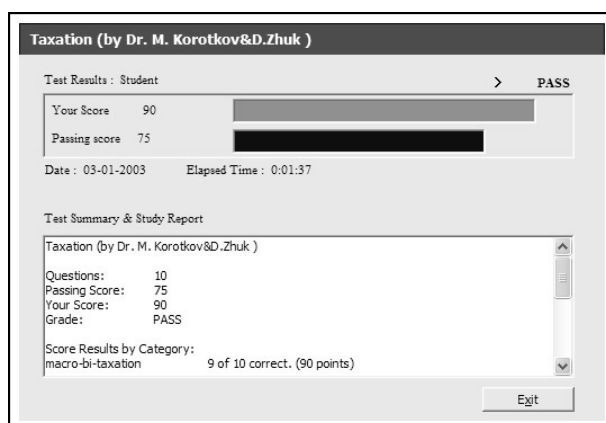 Taxation (by Dr. M. Korotkov&D.Zhuk )
Test Results : Student > PASS
Your Score 90
Passing score 75
Date : 03-01-2003 Elapsed Time : 0:01:37
Test Summary & Study Report
Taxation (by Dr. M. Korotkov&D.Zhuk )
Questions: 10
Passing Score: 75
Your Score: 90
Grade: PASS
Score Results by Category:
macro-bi-taxation 9 of 10 correct. (90 points)
Exit